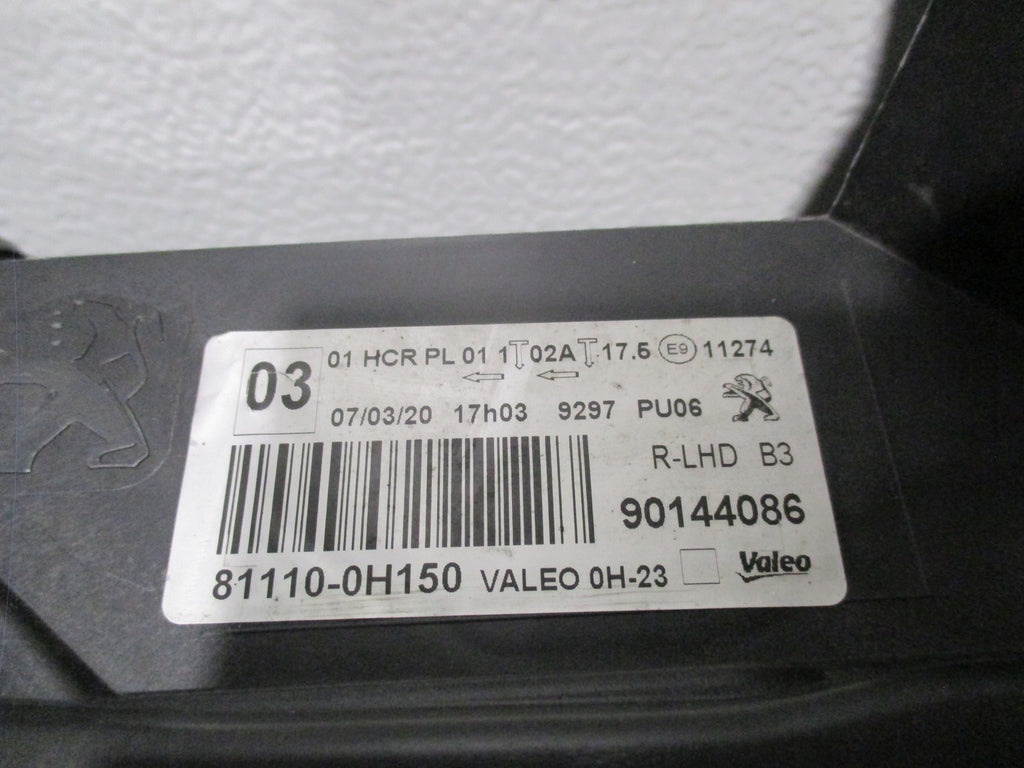 03
01 HCR PL 01 1 02A 17.5 E9 11274
07/03/20 17h03 9297 PU06
R-LHD B3
90144086
81110-0H150 VALEO 0H-23 Valeo